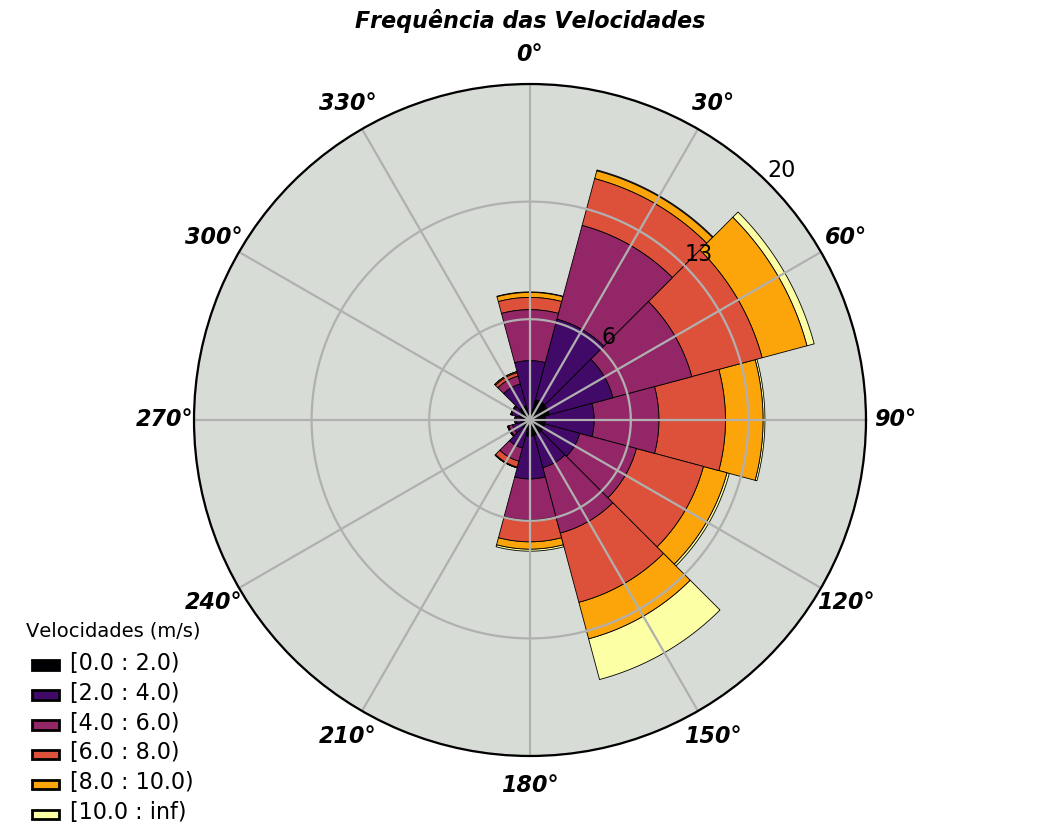 Frequência das Velocidades
0°
330°
30°
20
300°
60°
13
6
270°
90°
240°
120°
210°
150°
180°
Velocidades (m/s)
[0.0 : 2.0)
[2.0 : 4.0)
[4.0 : 6.0)
[6.0 : 8.0)
[8.0 : 10.0)
[10.0 : inf)